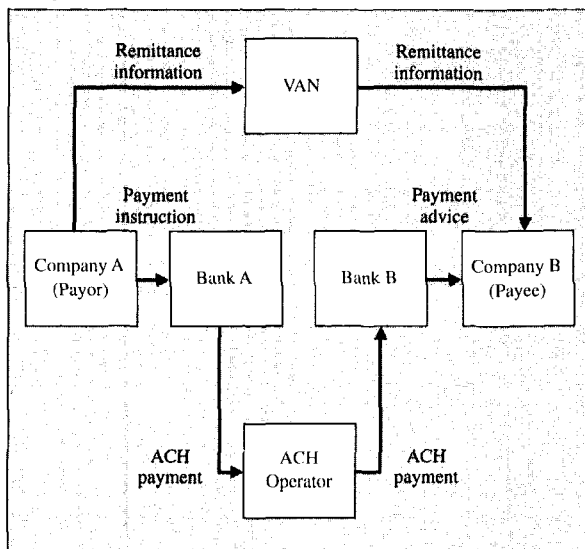 Remittance
information
VAN
Remittance
information
Payment
instruction
Payment
advice
Company A
(Payor)
Bank A
Bank B
Company B
(Payee)
ACH
payment
ACH
Operator
ACH
payment